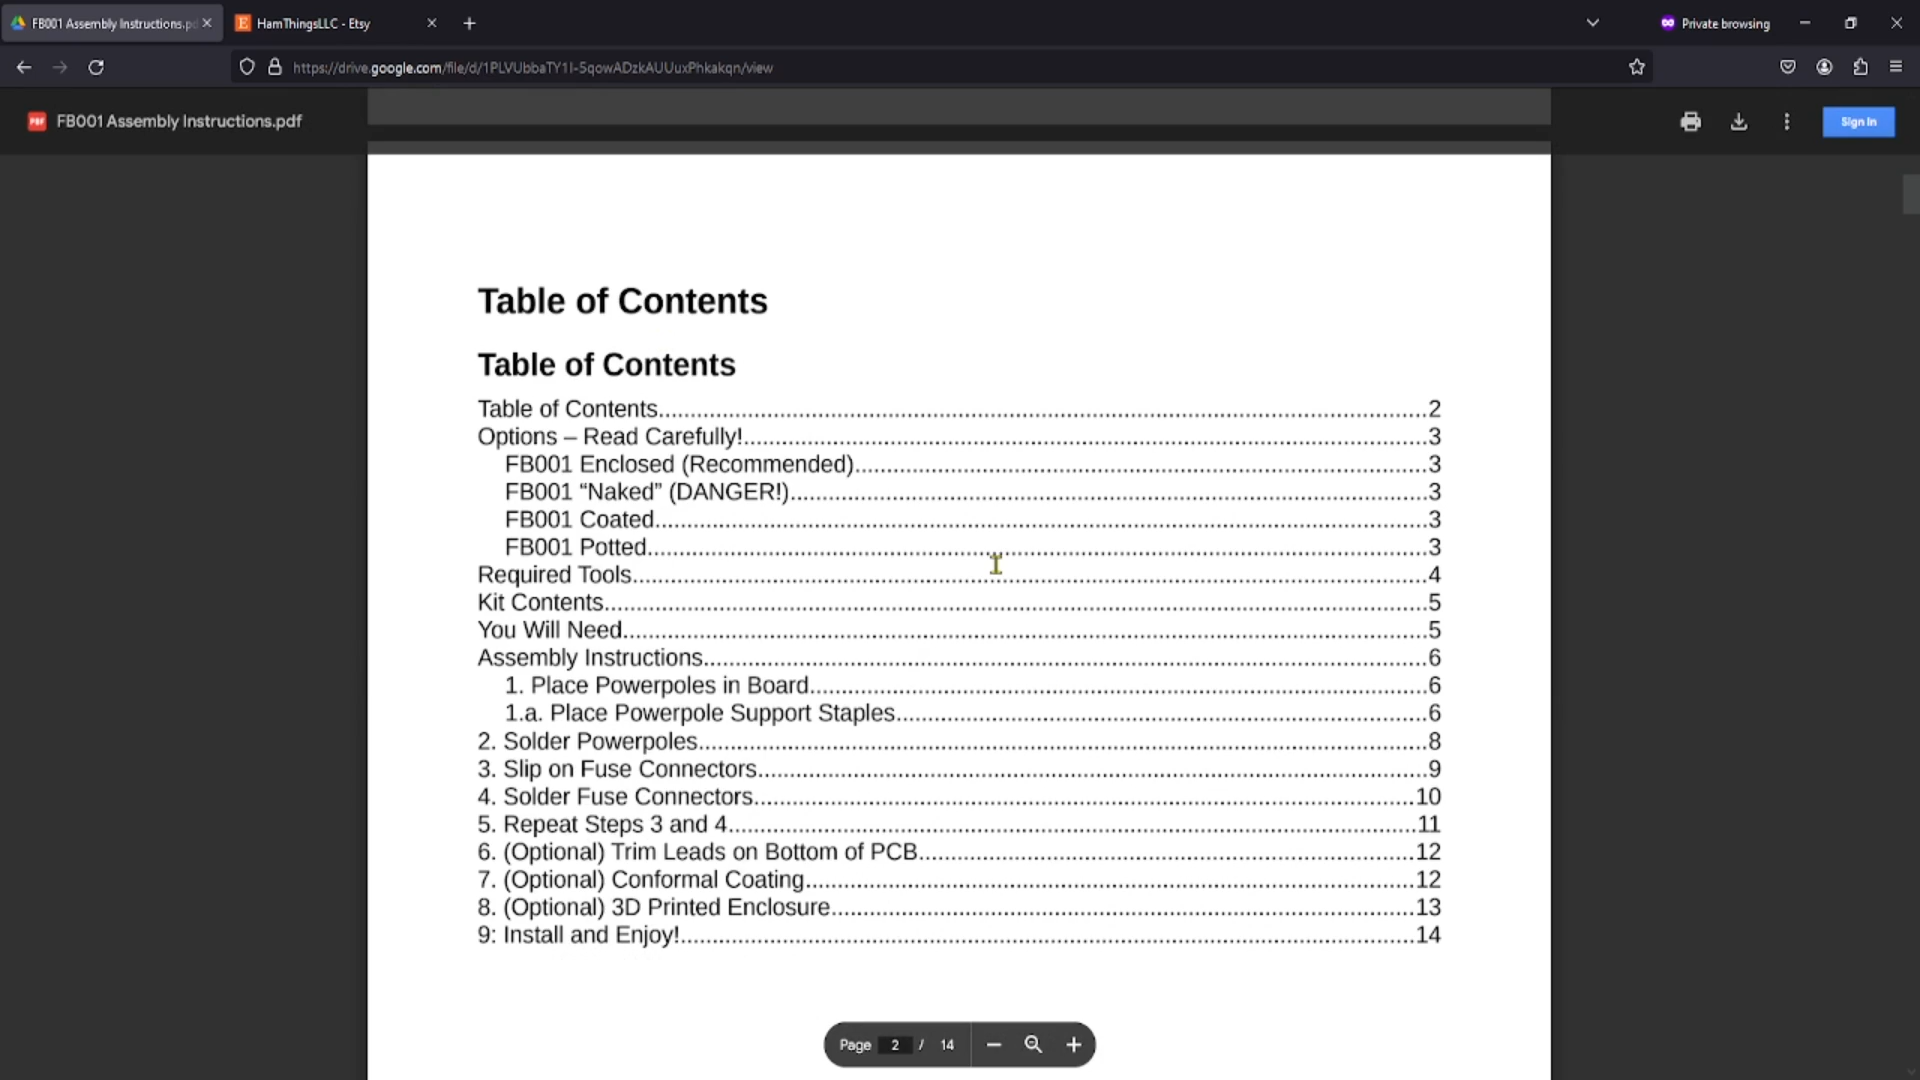 FB001 Assembly Instructions.pd
HamThingsLLC - Etsy
Private browsing
https://drive.google.com/file/d/1PLVUbbaTY1I-5qowADzkAUUuxPhkakqn/view
PDF
FB001 Assembly Instructions.pdf
Sign in
Table of Contents
Table of Contents
Table of Contents....................2
Options – Read Carefully!....................3
FB001 Enclosed (Recommended)....................3
FB001 “Naked” (DANGER!)....................3
FB001 Coated....................3
FB001 Potted....................3
Required Tools....................4
Kit Contents....................5
You Will Need....................5
Assembly Instructions....................6
1. Place Powerpoles in Board....................6
1.a. Place Powerpole Support Staples....................6
2. Solder Powerpoles....................8
3. Slip on Fuse Connectors....................9
4. Solder Fuse Connectors....................10
5. Repeat Steps 3 and 4....................11
6. (Optional) Trim Leads on Bottom of PCB....................12
7. (Optional) Conformal Coating....................12
8. (Optional) 3D Printed Enclosure....................13
9: Install and Enjoy!....................14
Page 2 / 14